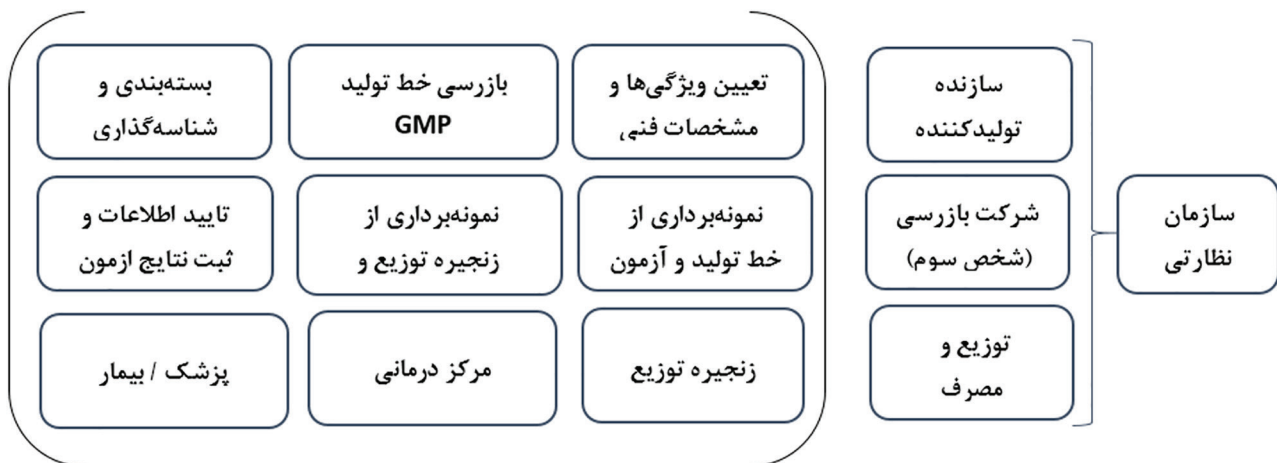 سازمان
نظارتی
سازنده
تولیدکننده
تعیین ویژگی‌ها و
مشخصات فنی
بازرسی خط تولید
GMP
بسته‌بندی و
شناسه‌گذاری
شرکت بازرسی
(شخص سوم)
نمونه‌برداری از
خط تولید و آزمون
نمونه‌برداری از
زنجیره توزیع و
تایید اطلاعات و
ثبت نتایج ازمون
توزیع و
مصرف
زنجیره توزیع
مرکز درمانی
پزشک / بیمار